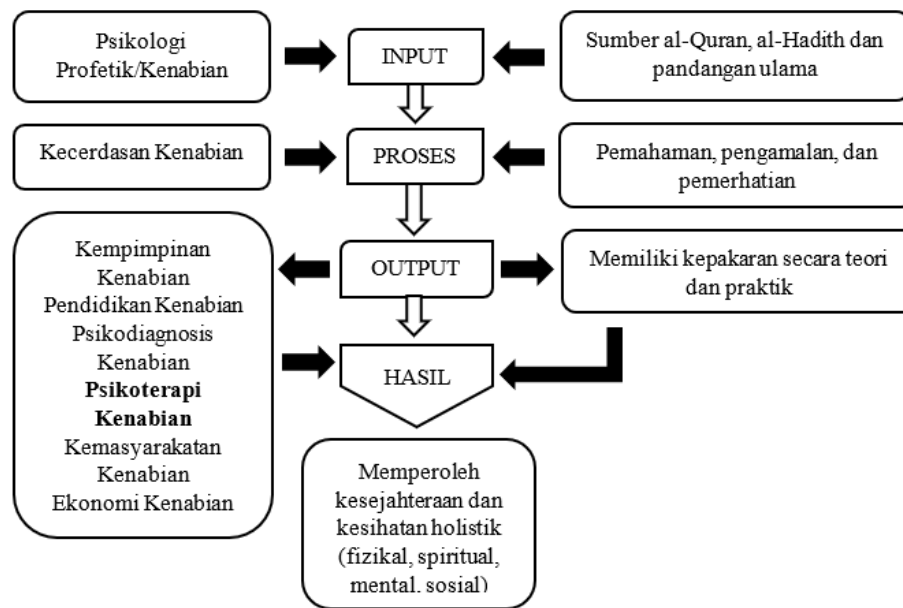 Psikologi
Profetik/Kenabian
INPUT
Sumber al-Quran, al-Hadith dan
pandangan ulama
Kecerdasan Kenabian
PROSES
Pemahaman, pengamalan, dan
pemerhatian
Kempimpinan
Kenabian
Pendidikan Kenabian
Psikodiagnosis
Kenabian
Psikoterapi
Kenabian
Kemasyarakatan
Kenabian
Ekonomi Kenabian
OUTPUT
Memiliki kepakaran secara teori
dan praktik
HASIL
Memperoleh
kesejahteraan dan
kesihatan holistik
(fizikal, spiritual,
mental, sosial)